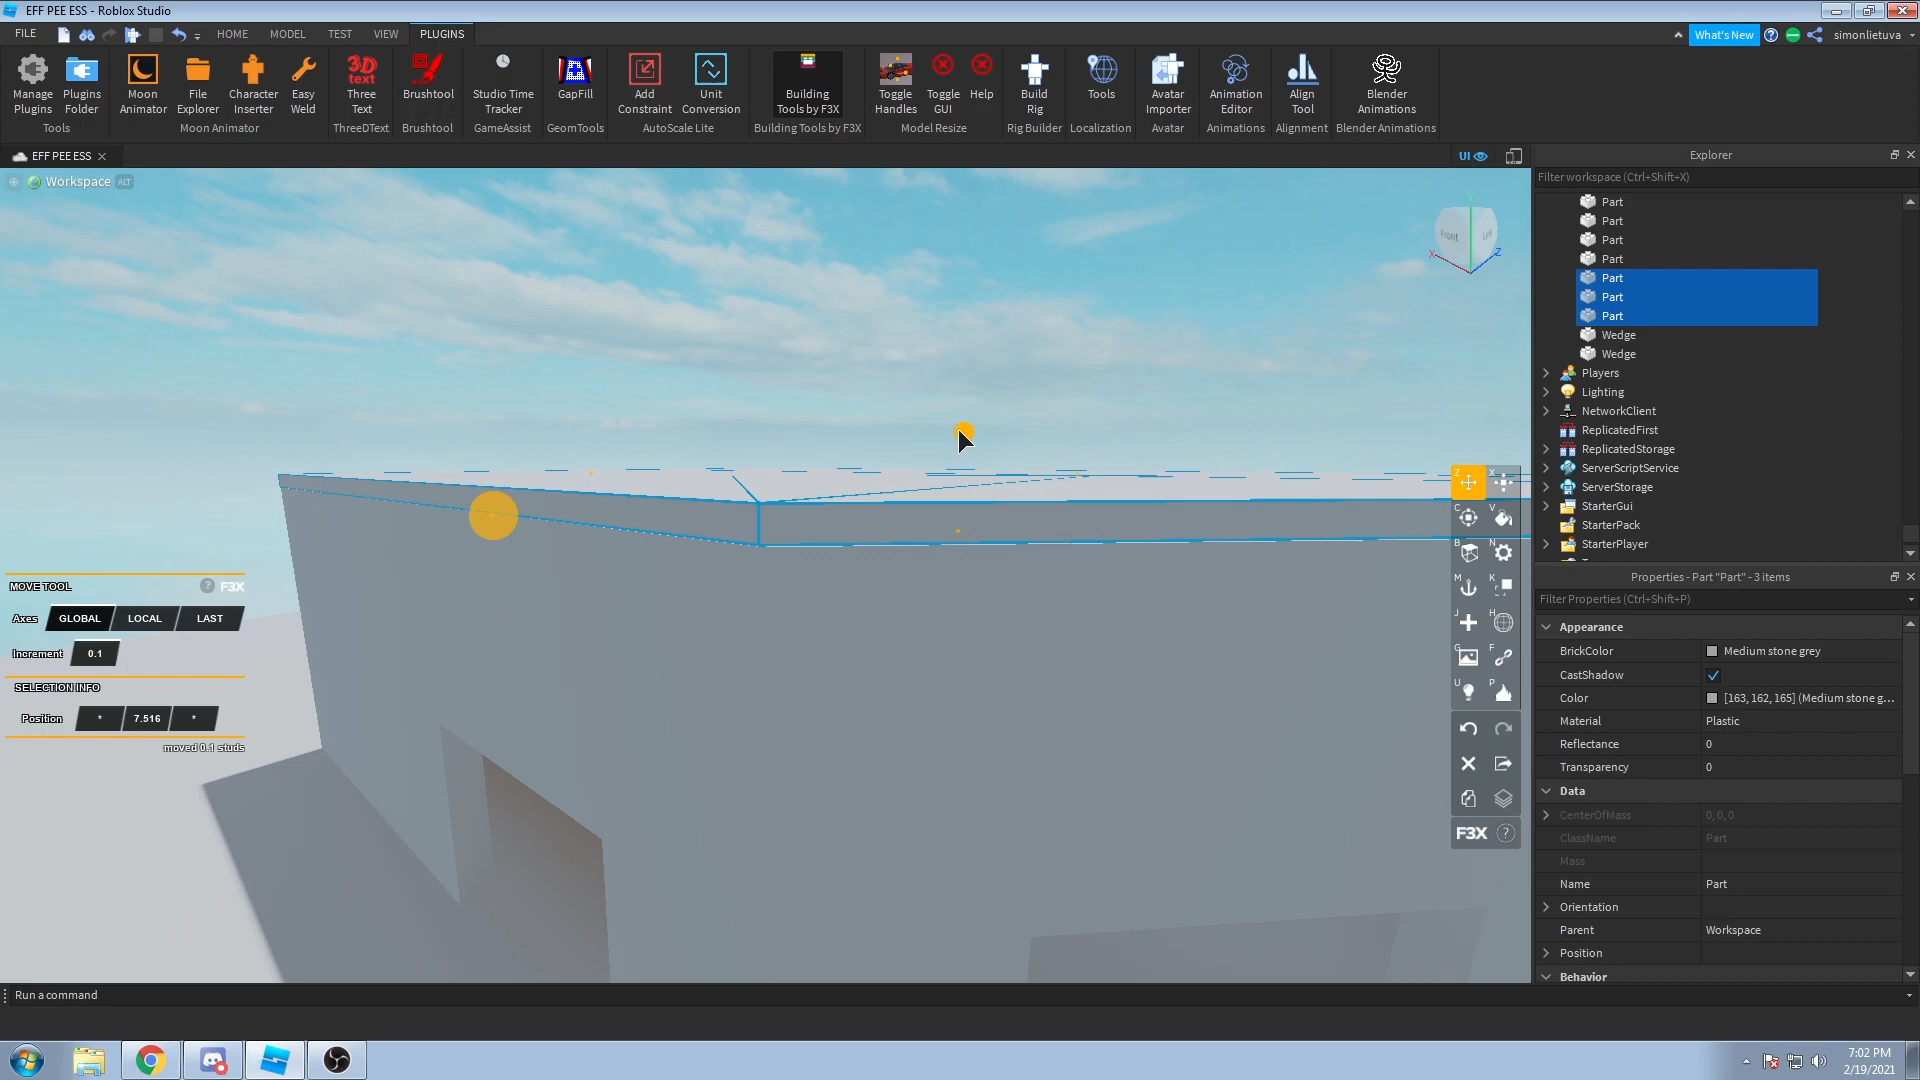 EFF PEE ESS - Roblox Studio
FILE HOME MODEL TEST VIEW PLUGINS What's New simonlietuva
Manage Plugins
Plugins Folder
Tools
Moon Animator
File Explorer
Character Inserter
Easy Weld
Moon Animator
3D text
Three Text
ThreeDText
Brushtool
Brushtool
Studio Time Tracker
GameAssist
GapFill
GeomTools
Add Constraint
Unit Conversion
AutoScale Lite
Building Tools by F3X
Building Tools by F3X
Toggle Handles
Toggle GUI
Help
Model Resize
Build Rig
Rig Builder
Tools
Localization
Avatar Importer
Avatar
Animation Editor
Animations
Align Tool
Alignment
Blender Animations
Blender Animations
EFF PEE ESS
UI
Workspace ALT
Front Left
X Y Z
MOVE TOOL ? F3X
Axes GLOBAL LOCAL LAST
Increment 0.1
SELECTION INFO
Position * 7.516 *
moved 0.1 studs
Z X
C V
B N
M K
J H
G F
U P
F3X ?
Explorer
Filter workspace (Ctrl+Shift+X)
Part
Part
Part
Part
Part
Part
Part
Wedge
Wedge
Players
Lighting
NetworkClient
ReplicatedFirst
ReplicatedStorage
ServerScriptService
ServerStorage
StarterGui
StarterPack
StarterPlayer
Properties - Part "Part" - 3 items
Filter Properties (Ctrl+Shift+P)
Appearance
BrickColor Medium stone grey
CastShadow
Color [163, 162, 165] (Medium stone g...
Material Plastic
Reflectance 0
Transparency 0
Data
CenterOfMass 0, 0, 0
ClassName Part
Mass
Name Part
Orientation
Parent Workspace
Position
Behavior
Run a command
7:02 PM
2/19/2021